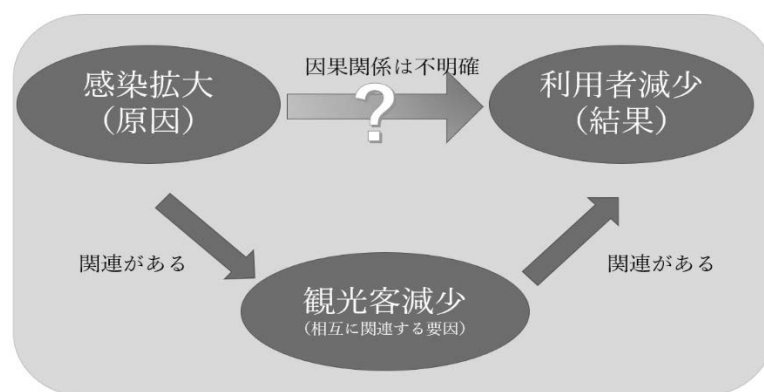 因果関係は不明確
感染拡大
(原因)
?
利用者減少
(結果)
関連がある
関連がある
観光客減少
(相互に関連する要因)